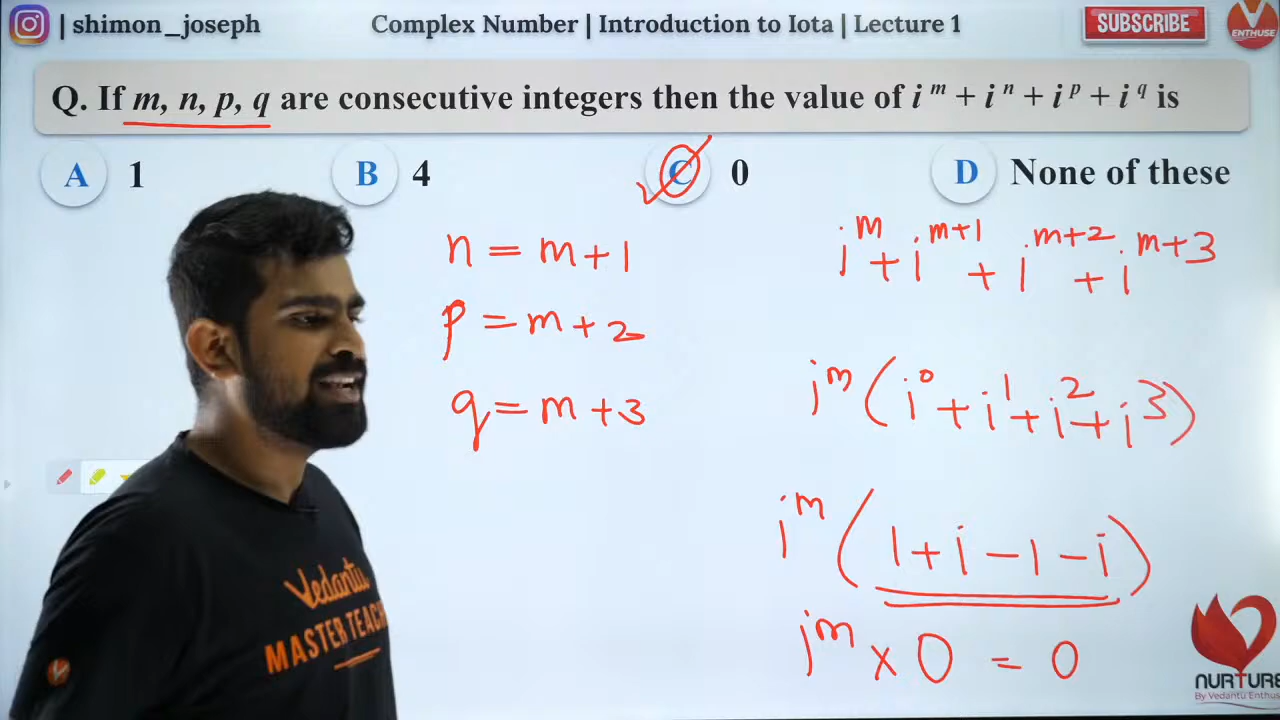 | shimon_joseph
Complex Number | Introduction to Iota | Lecture 1
SUBSCRIBE
ENTHUSE
Q. If m, n, p, q are consecutive integers then the value of i^m + i^n + i^p + i^q is
A 1
B 4
C 0
D None of these
n = m+1
p = m+2
q = m+3
i^m + i^(m+1) + i^(m+2) + i^(m+3)
i^m (i^0 + i^1 + i^2 + i^3)
i^m (1 + i - 1 - i)
i^m x 0 = 0
Vedantu
MASTER TEACH
NURTURE
By Vedantu Enthuse